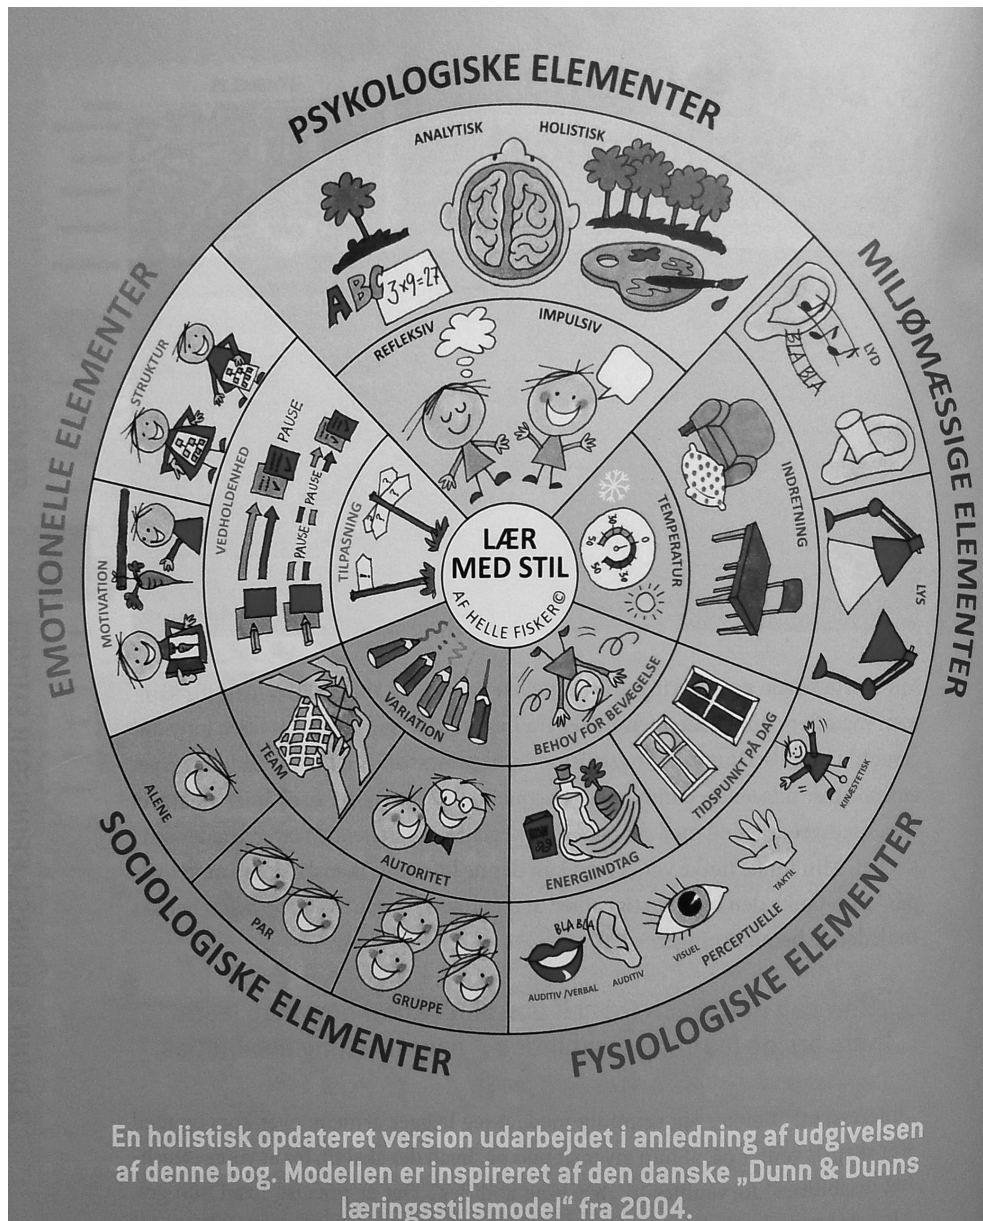 PSYKOLOGISKE ELEMENTER
ANALYTISK
HOLISTISK
ABC
3x9=27
REFLEKSIV
IMPULSIV
MILJØMÆSSIGE ELEMENTER
LYD
BLA BLA
INDRETNING
TEMPERATUR
LYS
EMOTIONELLE ELEMENTER
STRUKTUR
VEDHOLDENHED
PAUSE
PAUSE
PAUSE
TILPASNING
MOTIVATION
LÆR
MED STIL
AF HELLE FISKER©
VARIATION
BEHOV FOR BEVÆGELSE
TEAM
TIDSPUNKT PÅ DAG
ALENE
AUTORITET
ENERGIINDTAG
KINÆSTETISK
TAKTIL
PAR
GRUPPE
BLA BLA
AUDITIV /VERBAL
AUDITIV
VISUEL
PERCEPTUELLE
SOCIOLOGISKE ELEMENTER
FYSIOLOGISKE ELEMENTER
En holistisk opdateret version udarbejdet i anledning af udgivelsen
af denne bog. Modellen er inspireret af den danske „Dunn & Dunns
læringsstilsmodel“ fra 2004.